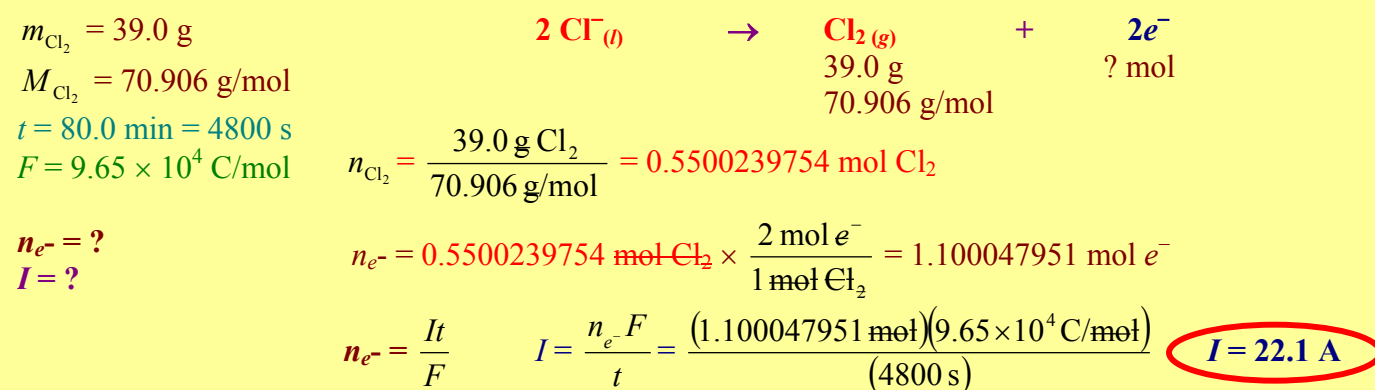 m_Cl₂ = 39.0 g
2 Cl⁻(l) → Cl₂ (g) + 2e⁻
39.0 g ? mol
M_Cl₂ = 70.906 g/mol
70.906 g/mol
t = 80.0 min = 4800 s
F = 9.65 × 10⁴ C/mol
n_Cl₂ = 39.0 g Cl₂ / 70.906 g/mol = 0.5500239754 mol Cl₂
n_e- = ?
I = ?
n_e- = 0.5500239754 mol Cl₂ × 2 mol e⁻ / 1 mol Cl₂ = 1.100047951 mol e⁻
n_e- = It / F I = n_e⁻ F / t = (1.100047951 mol)(9.65×10⁴ C/mol) / (4800 s) I = 22.1 A